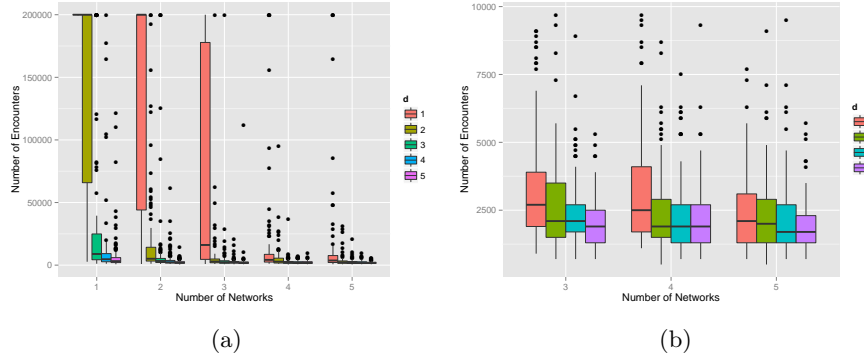 200000
150000
100000
50000
0
Number of Encounters
1
2
3
4
5
Number of Networks
d
1
2
3
4
5
(a)
10000
7500
5000
2500
Number of Encounters
3
4
5
Number of Networks
d
(b)